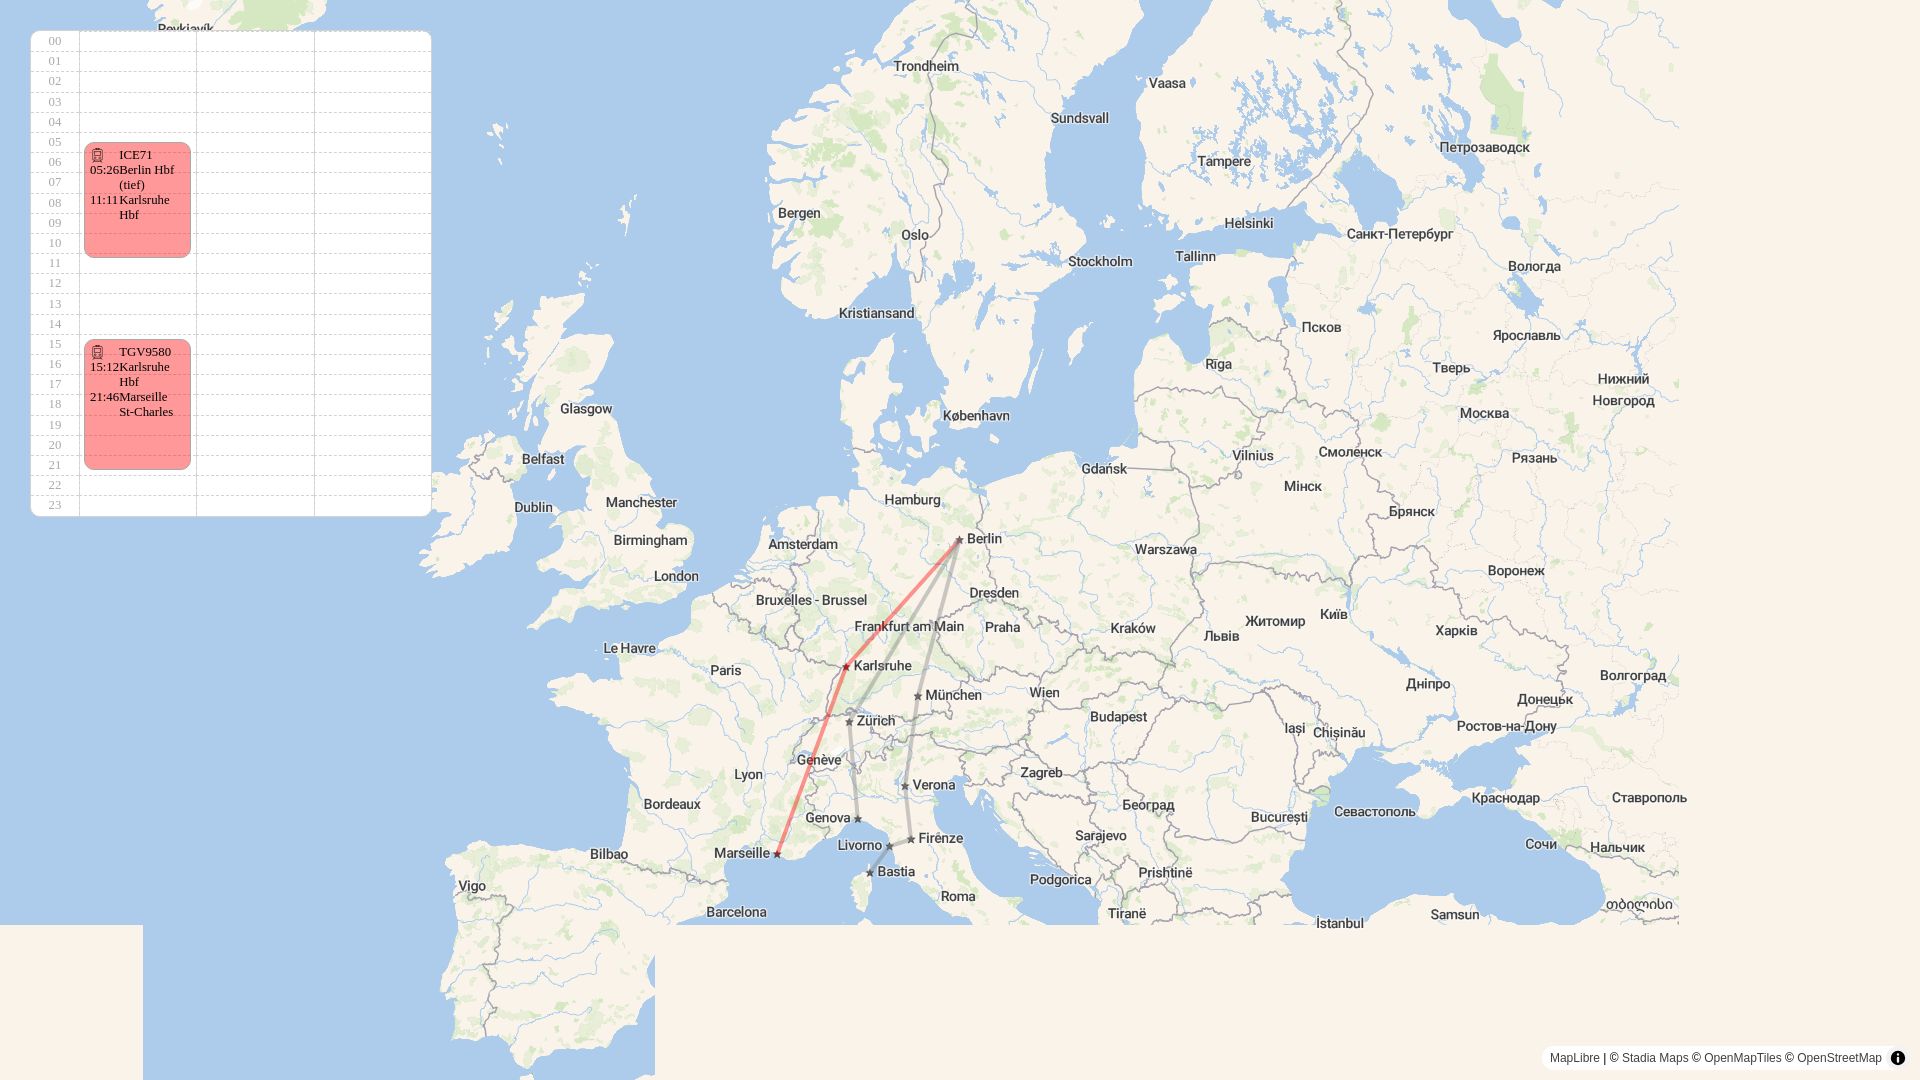 Reykjavík
00
01
02
03
04
05
06
07
08
09
10
11
12
13
14
15
16
17
18
19
20
21
22
23
ICE71
05:26 Berlin Hbf
(tief)
11:11 Karlsruhe
Hbf
TGV9580
15:12 Karlsruhe
Hbf
21:46 Marseille
St-Charles
Trondheim
Vaasa
Sundsvall
Петрозаводск
Tampere
Bergen
Helsinki
Oslo
Санкт-Петербург
Tallinn
Stockholm
Вологда
Kristiansand
Псков
Ярославль
Rīga
Тверь
Нижний
Новгород
Glasgow
København
Москва
Смоленск
Vilnius
Рязань
Belfast
Gdańsk
Мінск
Hamburg
Manchester
Dublin
Брянск
Berlin
Birmingham
Amsterdam
Warszawa
Воронеж
London
Dresden
Bruxelles - Brussel
Київ
Житомир
Frankfurt am Main
Praha
Kraków
Харків
Львів
Le Havre
Karlsruhe
Paris
Волгоград
Дніпро
Wien
München
Донецьк
Budapest
Zürich
Ростов-на-Дону
Iași
Chișinău
Genève
Zagreb
Lyon
Verona
Краснодар
Ставрополь
Bordeaux
Београд
Севастополь
București
Genova
Sarajevo
Firenze
Livorno
Сочи
Нальчик
Marseille
Bilbao
Bastia
Prishtinë
Podgorica
Vigo
Roma
თბილისი
Barcelona
Tiranë
Samsun
İstanbul
MapLibre | © Stadia Maps © OpenMapTiles © OpenStreetMap